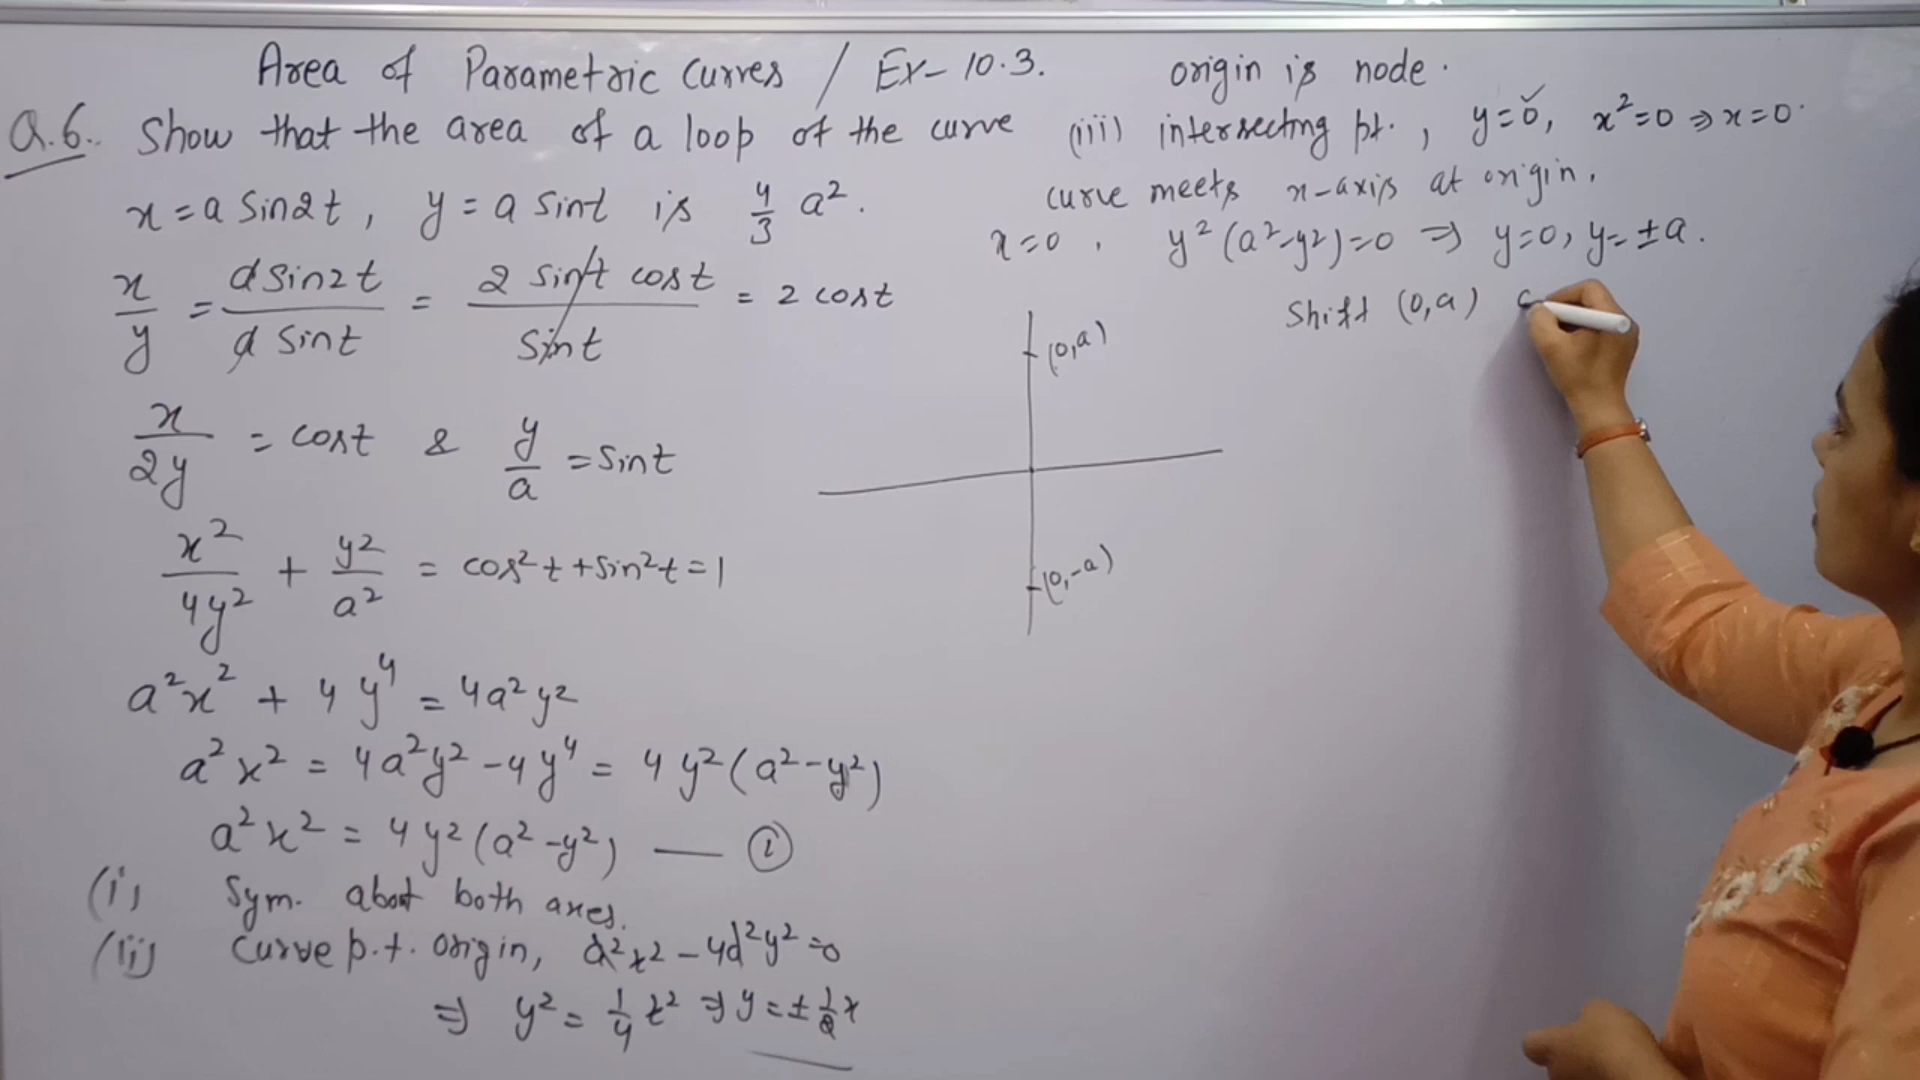 Area of Parametric Curves / Ex- 10.3.
Q.6. Show that the area of a loop of the curve
x = a sin2t, y = a sint is 4/3 a².
x/y = a sin2t / a sint = 2 sint cost / sint = 2 cost
x/2y = cost & y/a = sint
x²/4y² + y²/a² = cos²t + sin²t = 1
a²x² + 4y⁴ = 4a²y²
a²x² = 4a²y² - 4y⁴ = 4y²(a²-y²)
a²x² = 4y²(a²-y²) — ①
(i) Sym. about both axes.
(ii) Curve p.t. origin, a²x² - 4a²y² = 0
⇒ y² = 1/4 x² ⇒ y = ± 1/2 x
origin is node.
(iii) intersecting pt., y=0, ✓ x²=0 ⇒ x=0.
curve meets x-axis at origin.
x=0, y²(a²-y²)=0 ⇒ y=0, y=±a.
Shift (0,a)
(0,a)
(0,-a)